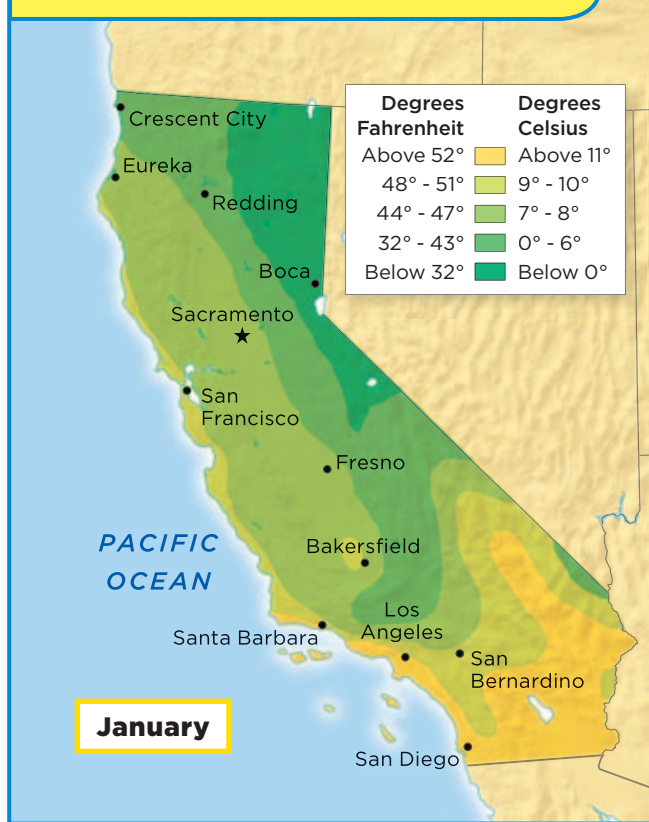 Degrees Fahrenheit Degrees Celsius
Above 52° Above 11°
48° - 51° 9° - 10°
44° - 47° 7° - 8°
32° - 43° 0° - 6°
Below 32° Below 0°
Crescent City
Eureka
Redding
Boca
Sacramento
San
Francisco
Fresno
PACIFIC
OCEAN
Bakersfield
Los
Angeles
Santa Barbara
San
Bernardino
January
San Diego